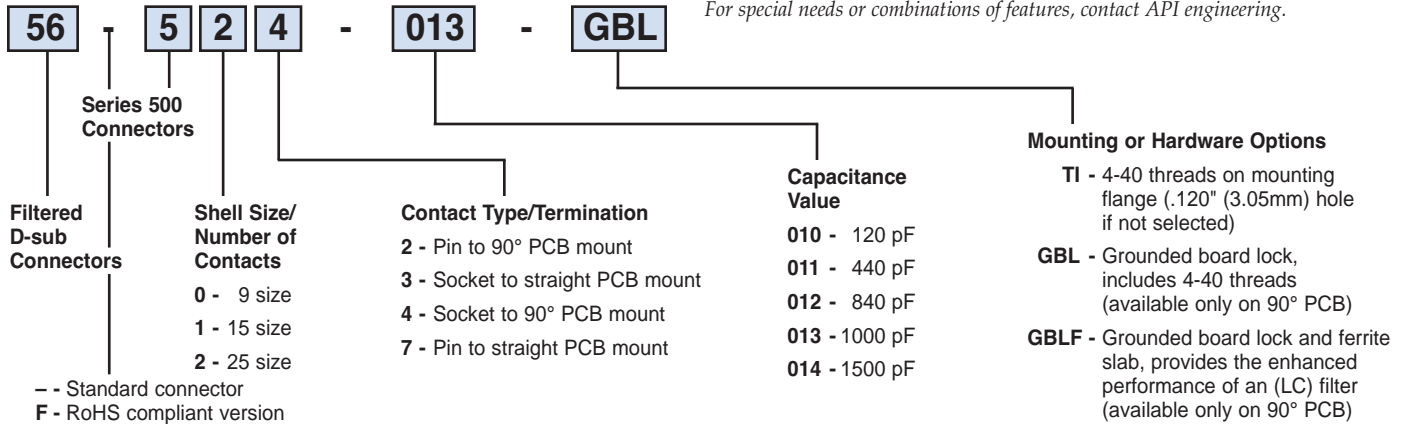 For special needs or combinations of features, contact API engineering.
56 - 5 2 4 - 013 - GBL
Series 500
Connectors
Filtered
D-sub
Connectors
– - Standard connector
F - RoHS compliant version
Shell Size/
Number of
Contacts
0 - 9 size
1 - 15 size
2 - 25 size
Contact Type/Termination
2 - Pin to 90° PCB mount
3 - Socket to straight PCB mount
4 - Socket to 90° PCB mount
7 - Pin to straight PCB mount
Capacitance
Value
010 - 120 pF
011 - 440 pF
012 - 840 pF
013 - 1000 pF
014 - 1500 pF
Mounting or Hardware Options
TI - 4-40 threads on mounting
flange (.120" (3.05mm) hole
if not selected)
GBL - Grounded board lock,
includes 4-40 threads
(available only on 90° PCB)
GBLF - Grounded board lock and ferrite
slab, provides the enhanced
performance of an (LC) filter
(available only on 90° PCB)